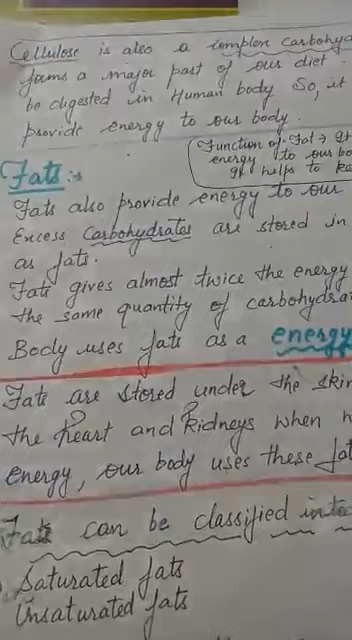 Cellulose is also a complex Carbohyd
forms a major part of our diet.
be digested in Human body So, it
provide energy to our body.
Function of Fat →
energy to our bo
helps to ke
Fats :-
Fats also provide energy to our
Excess Carbohydrates are stored in
as fats.
Fats gives almost twice the energy
the same quantity of carbohydra
Body uses fats as a energy
Fats are stored under the skin
the heart and kidneys when
energy, our body uses these fat
Fats can be classified into
Saturated fats
Unsaturated fats